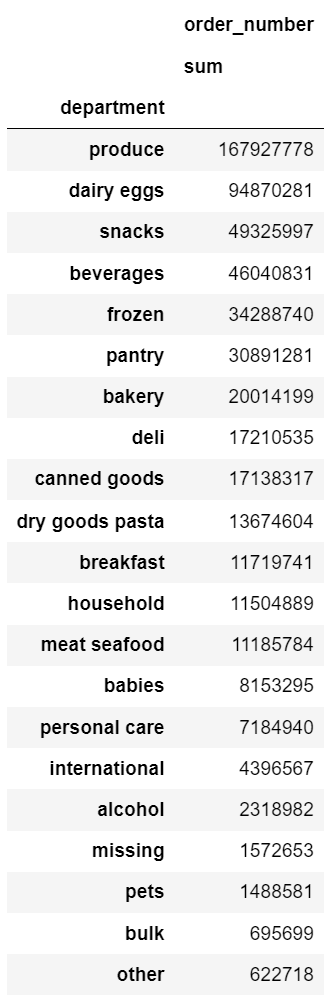 order_number
sum
department
produce 167927778
dairy eggs 94870281
snacks 49325997
beverages 46040831
frozen 34288740
pantry 30891281
bakery 20014199
deli 17210535
canned goods 17138317
dry goods pasta 13674604
breakfast 11719741
household 11504889
meat seafood 11185784
babies 8153295
personal care 7184940
international 4396567
alcohol 2318982
missing 1572653
pets 1488581
bulk 695699
other 622718